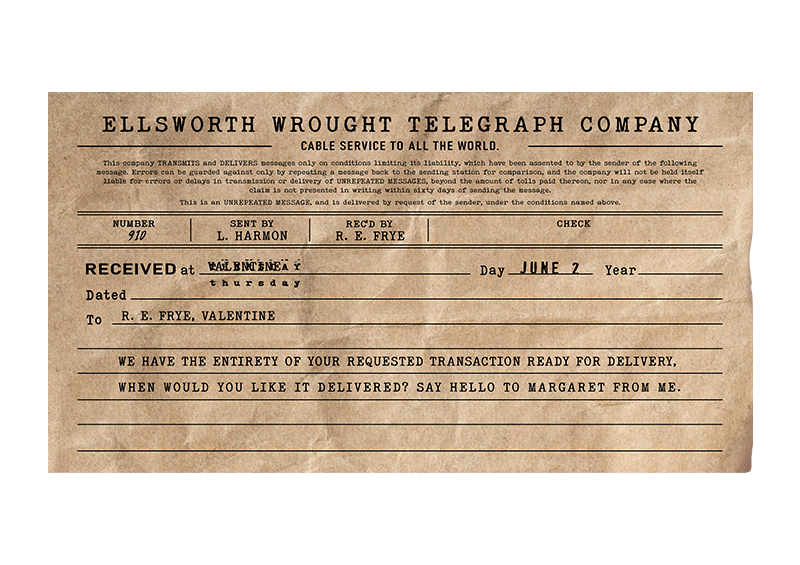 ELLSWORTH WROUGHT TELEGRAPH COMPANY
CABLE SERVICE TO ALL THE WORLD.
This company TRANSMITS and DELIVERS messages only on conditions limiting its liability, which have been assented to by the sender of the following
message. Errors can be guarded against only by repeating a message back to the sending station for comparison, and the company will not be held itself
liable for errors or delays in transmission or delivery of UNREPEATED MESSAGES, beyond the amount of tolls paid thereon, nor in any case where the
claim is not presented in writing within sixty days of sending the message.
This is an UNREPEATED MESSAGE, and is delivered by request of the sender, under the conditions named above.
NUMBER SENT BY REC'D BY CHECK
910 L. HARMON R. E. FRYE
RECEIVED at VALENTINE Day JUNE 2 Year
thursday
Dated
To R. E. FRYE, VALENTINE
WE HAVE THE ENTIRETY OF YOUR REQUESTED TRANSACTION READY FOR DELIVERY,
WHEN WOULD YOU LIKE IT DELIVERED? SAY HELLO TO MARGARET FROM ME.